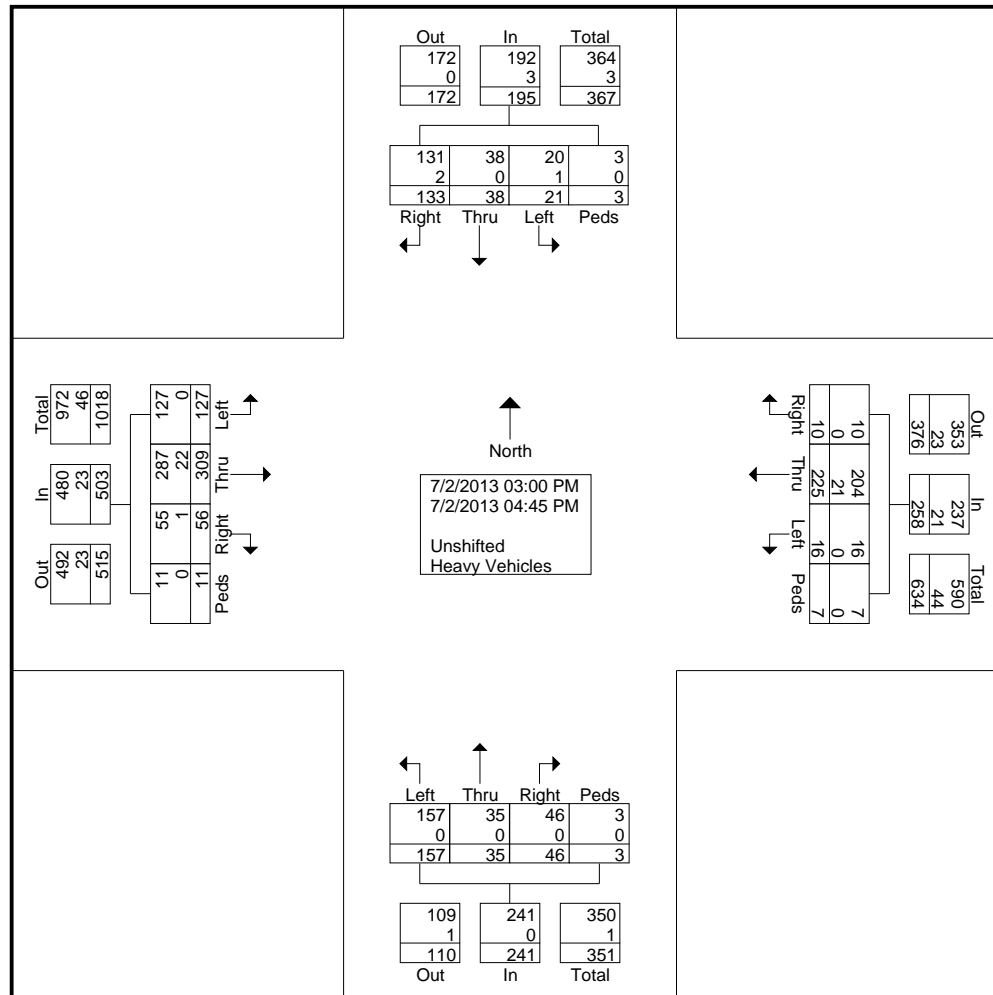 Out In Total
172 192 364
0 3 3
172 195 367
131 38 20 3
2 0 1 0
133 38 21 3
Right Thru Left Peds
Total In Out
972 480 492
46 23 23
1018 503 515
127 287 55 11
0 22 1 0
127 309 56 11
Left Thru Right Peds
North
7/2/2013 03:00 PM
7/2/2013 04:45 PM
Unshifted
Heavy Vehicles
Right Thru Left Peds
10 204 16 7
0 21 0 0
10 225 16 7
Out In Total
353 237 590
23 21 44
376 258 634
Left Thru Right Peds
157 35 46 3
0 0 0 0
157 35 46 3
109 241 350
1 0 1
110 241 351
Out In Total